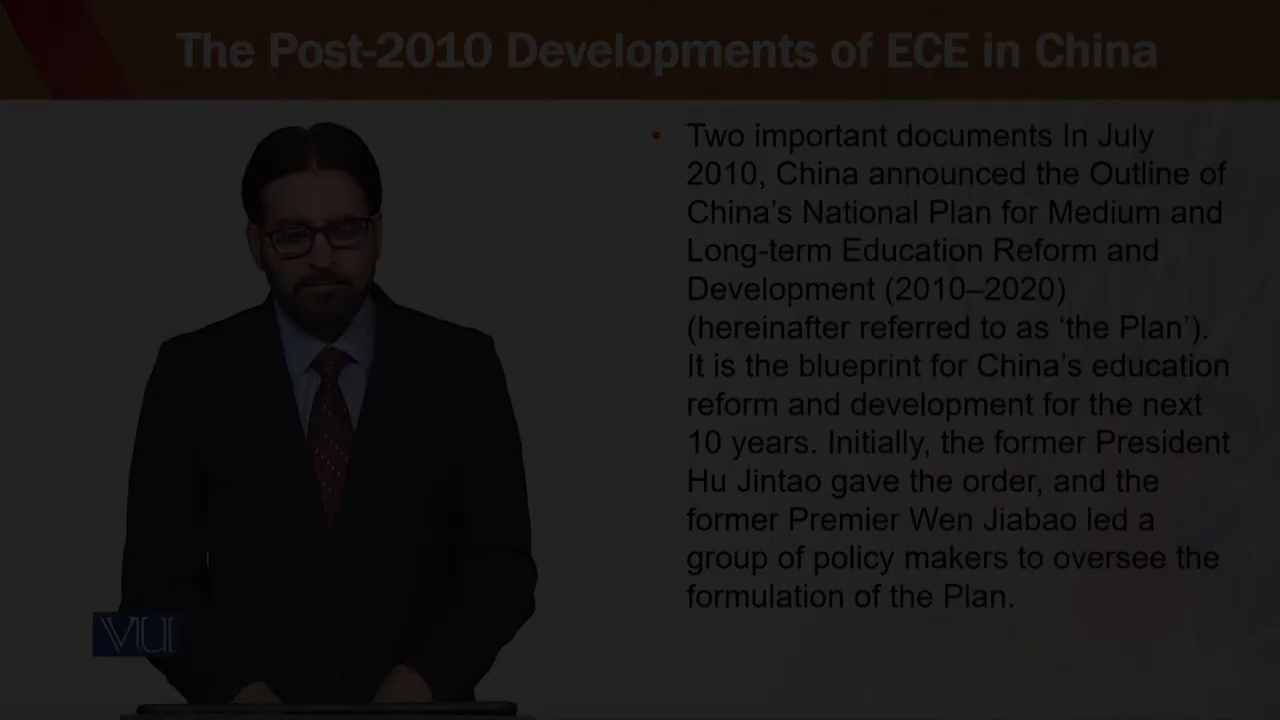 The Post-2010 Developments of ECE in China
• Two important documents In July
2010, China announced the Outline of
China's National Plan for Medium and
Long-term Education Reform and
Development (2010–2020)
(hereinafter referred to as 'the Plan').
It is the blueprint for China's education
reform and development for the next
10 years. Initially, the former President
Hu Jintao gave the order, and the
former Premier Wen Jiabao led a
group of policy makers to oversee the
formulation of the Plan.
VU